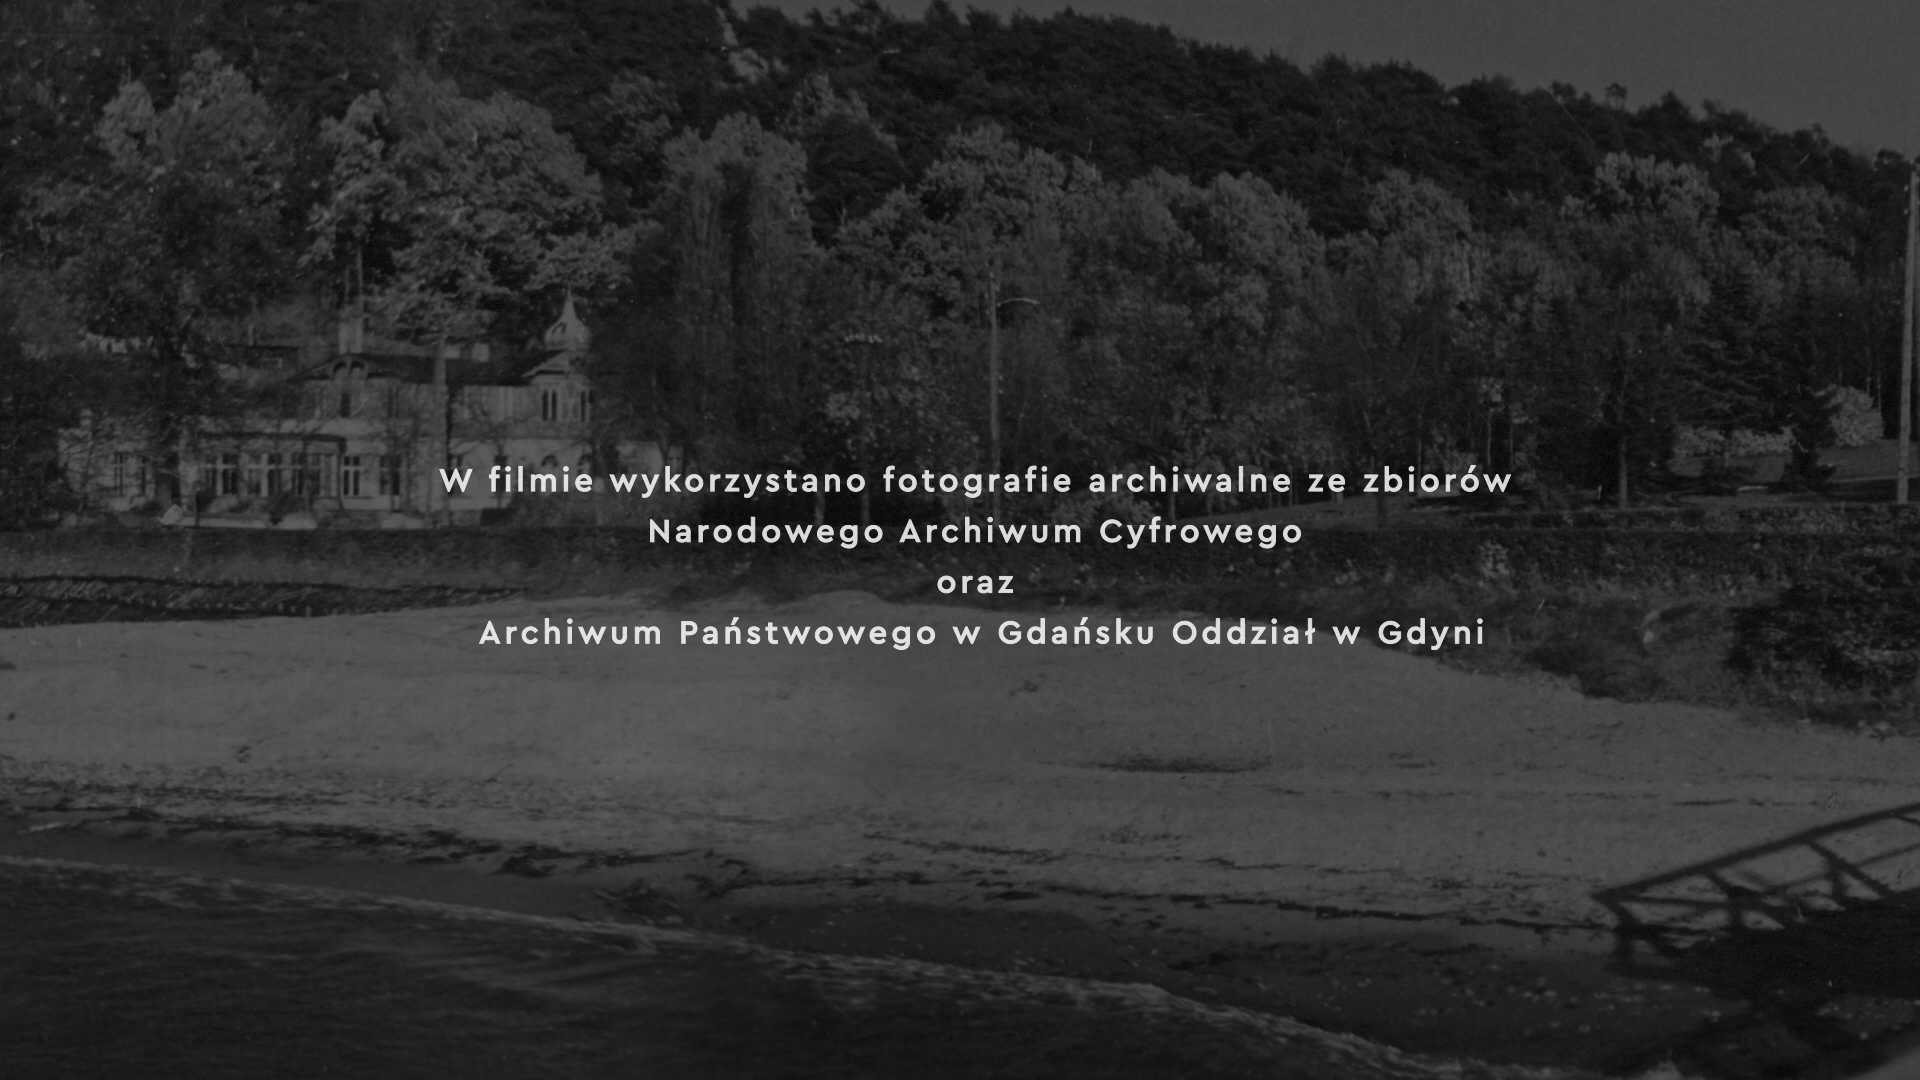 W filmie wykorzystano fotografie archiwalne ze zbiorów
Narodowego Archiwum Cyfrowego
oraz
Archiwum Państwowego w Gdańsku Oddział w Gdyni